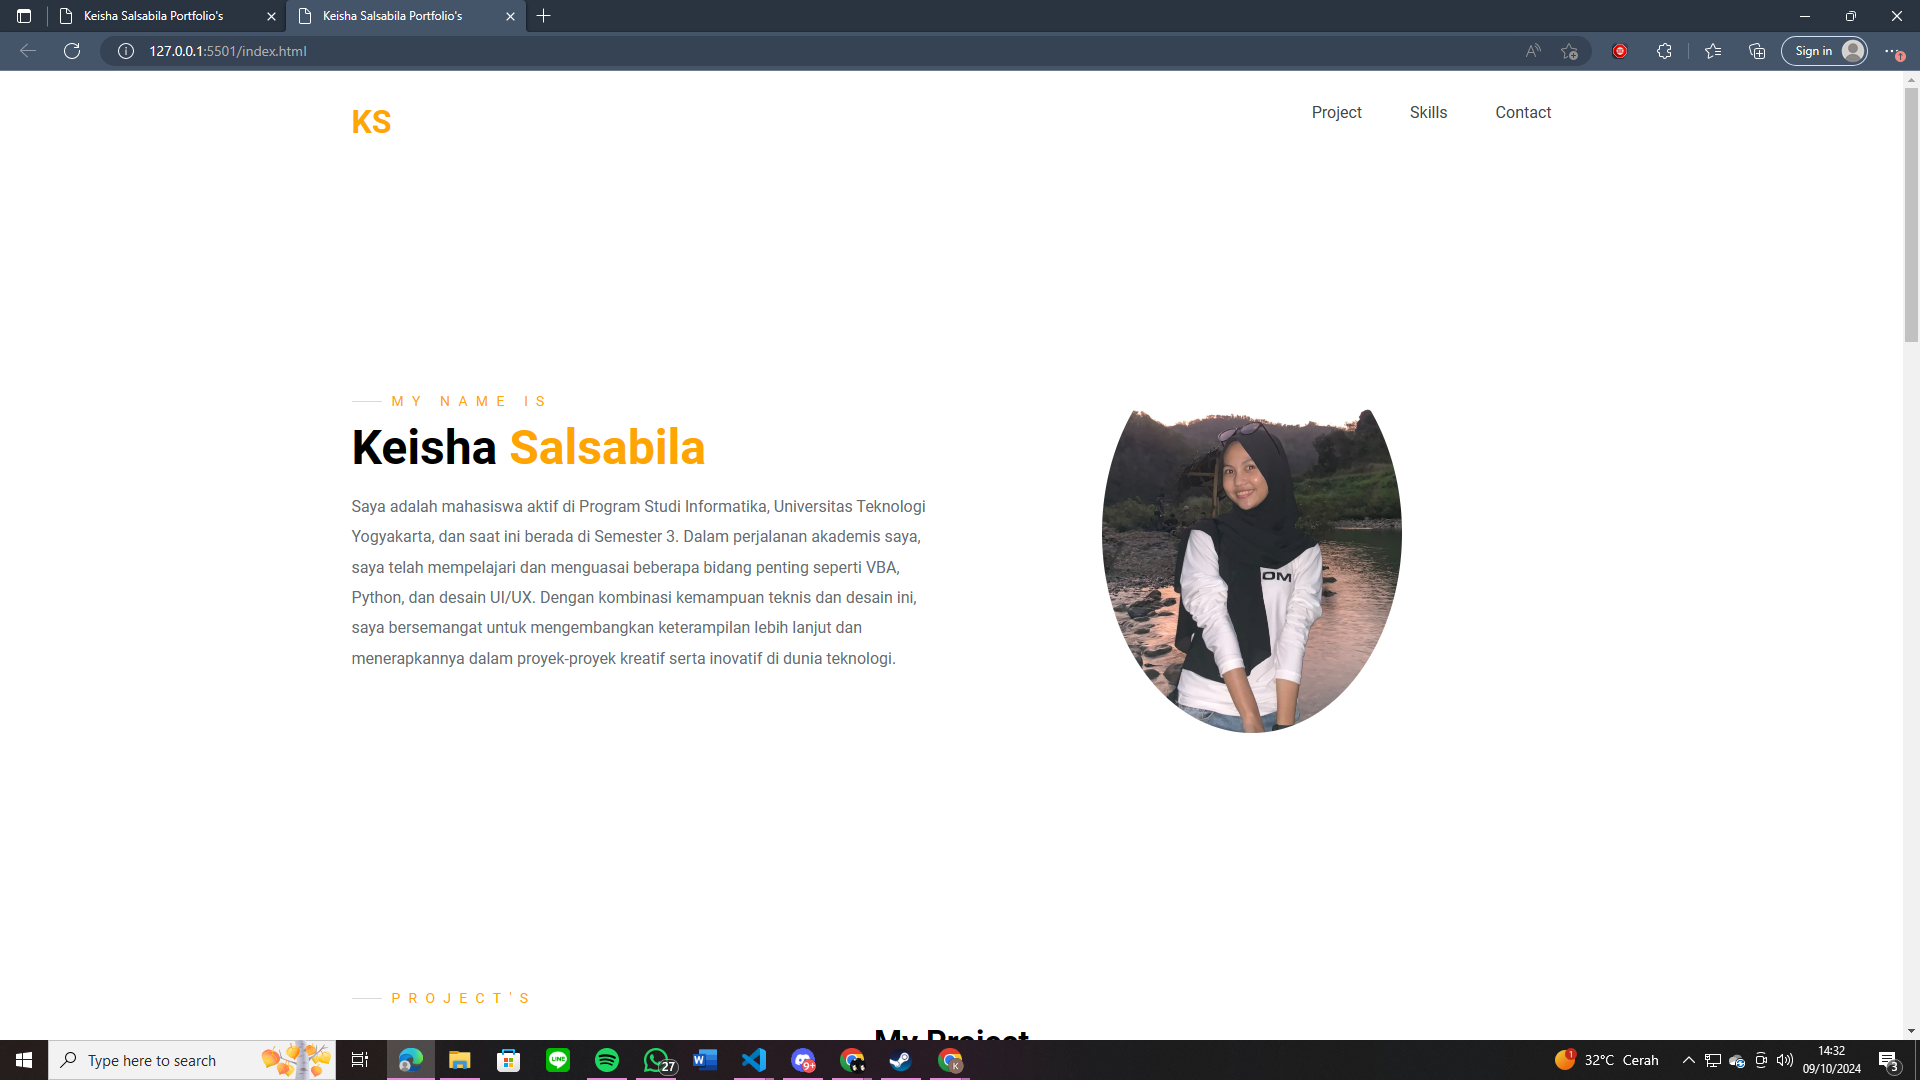 Keisha Salsabila Portfolio's
Keisha Salsabila Portfolio's
127.0.0.1:5501/index.html
Sign in
KS
Project
Skills
Contact
MY NAME IS
Keisha Salsabila
Saya adalah mahasiswa aktif di Program Studi Informatika, Universitas Teknologi
Yogyakarta, dan saat ini berada di Semester 3. Dalam perjalanan akademis saya,
saya telah mempelajari dan menguasai beberapa bidang penting seperti VBA,
Python, dan desain UI/UX. Dengan kombinasi kemampuan teknis dan desain ini,
saya bersemangat untuk mengembangkan keterampilan lebih lanjut dan
menerapkannya dalam proyek-proyek kreatif serta inovatif di dunia teknologi.
OM
PROJECT'S
My Project
Type here to search
27
9+
K
1
32°C Cerah
14:32
09/10/2024
3